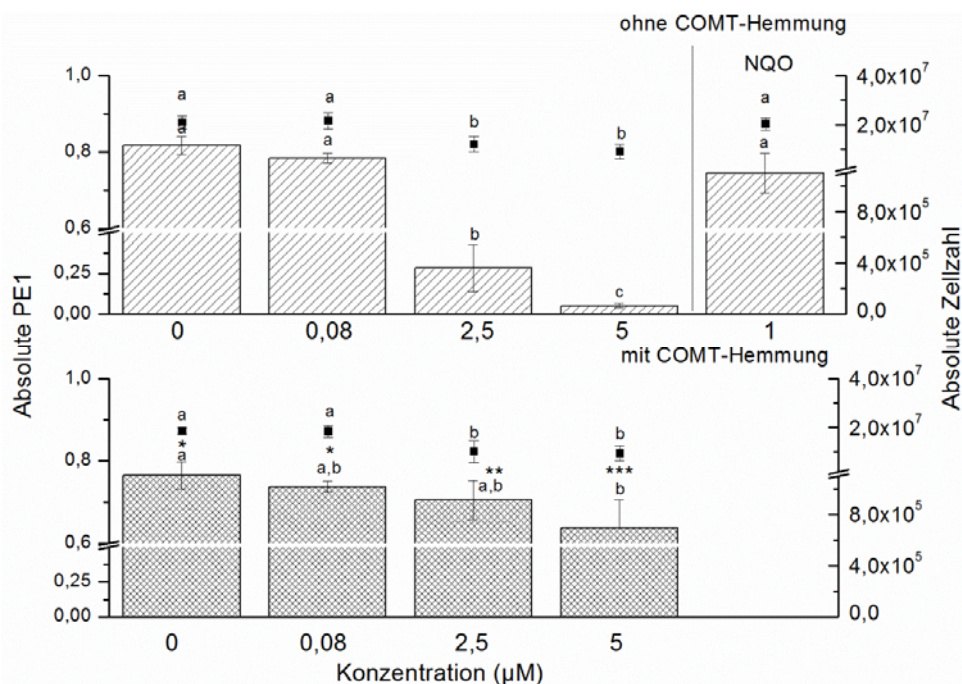 ohne COMT-Hemmung
NQO
1,0
0,8
0,6
0,25
0,00
a
a
a
a
b
b
b
c
a
a
4,0x10⁷
2,0x10⁷
8,0x10⁵
4,0x10⁵
0,0
0 0,08 2,5 5 1
Absolute PE1
Absolute Zellzahl
mit COMT-Hemmung
1,0
0,8
0,6
0,25
0,00
a
*
a
a
*
a,b
b
**
a,b
b
***
b
4,0x10⁷
2,0x10⁷
8,0x10⁵
4,0x10⁵
0,0
0 0,08 2,5 5
Konzentration (µM)